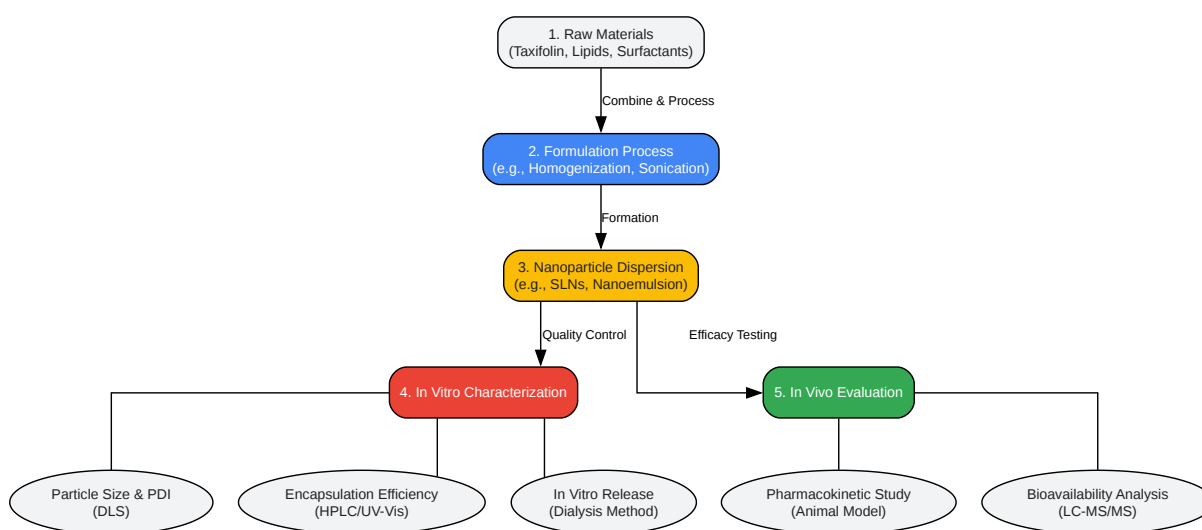 1. Raw Materials
(Taxifolin, Lipids, Surfactants)
Combine & Process
2. Formulation Process
(e.g., Homogenization, Sonication)
Formation
3. Nanoparticle Dispersion
(e.g., SLNs, Nanoemulsion)
Quality Control
Efficacy Testing
4. In Vitro Characterization
5. In Vivo Evaluation
Particle Size & PDI
(DLS)
Encapsulation Efficiency
(HPLC/UV-Vis)
In Vitro Release
(Dialysis Method)
Pharmacokinetic Study
(Animal Model)
Bioavailability Analysis
(LC-MS/MS)